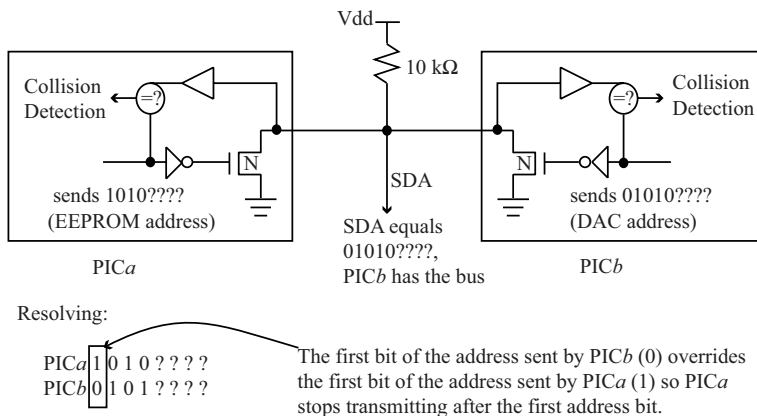 Vdd
10 kΩ
Collision
Detection
=?
N
sends 1010????
(EEPROM address)
PICa
SDA
SDA equals
01010????,
PICb has the bus
Collision
Detection
=?
N
sends 01010????
(DAC address)
PICb
Resolving:
PICa 1 0 1 0 ? ? ? ?
PICb 0 1 0 1 ? ? ? ?
The first bit of the address sent by PICb (0) overrides
the first bit of the address sent by PICa (1) so PICa
stops transmitting after the first address bit.